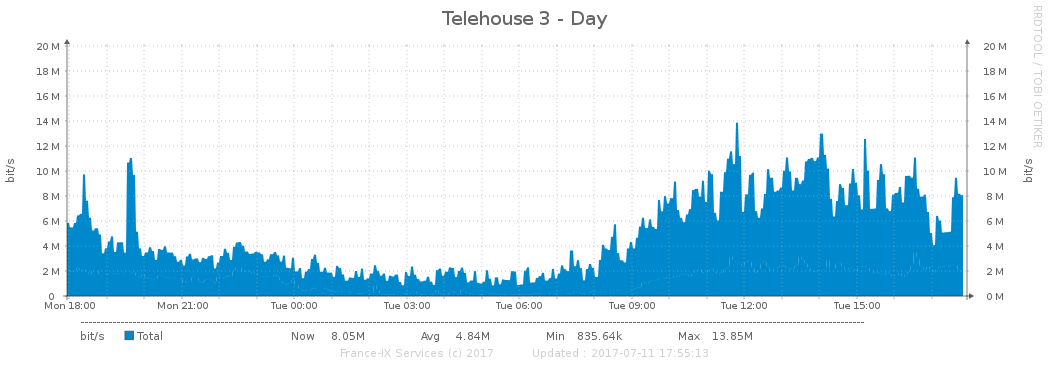 Telehouse 3 - Day
RRDTOOL / TOBI OETIKER
bit/s
20 M 20 M
18 M 18 M
16 M 16 M
14 M 14 M
12 M 12 M
10 M 10 M
8 M 8 M
6 M 6 M
4 M 4 M
2 M 2 M
0 0 M
bit/s
Mon 18:00 Mon 21:00 Tue 00:00 Tue 03:00 Tue 06:00 Tue 09:00 Tue 12:00 Tue 15:00
bit/s Total Now 8.05M Avg 4.84M Min 835.64k Max 13.85M
France-IX Services (c) 2017 Updated : 2017-07-11 17:55:13